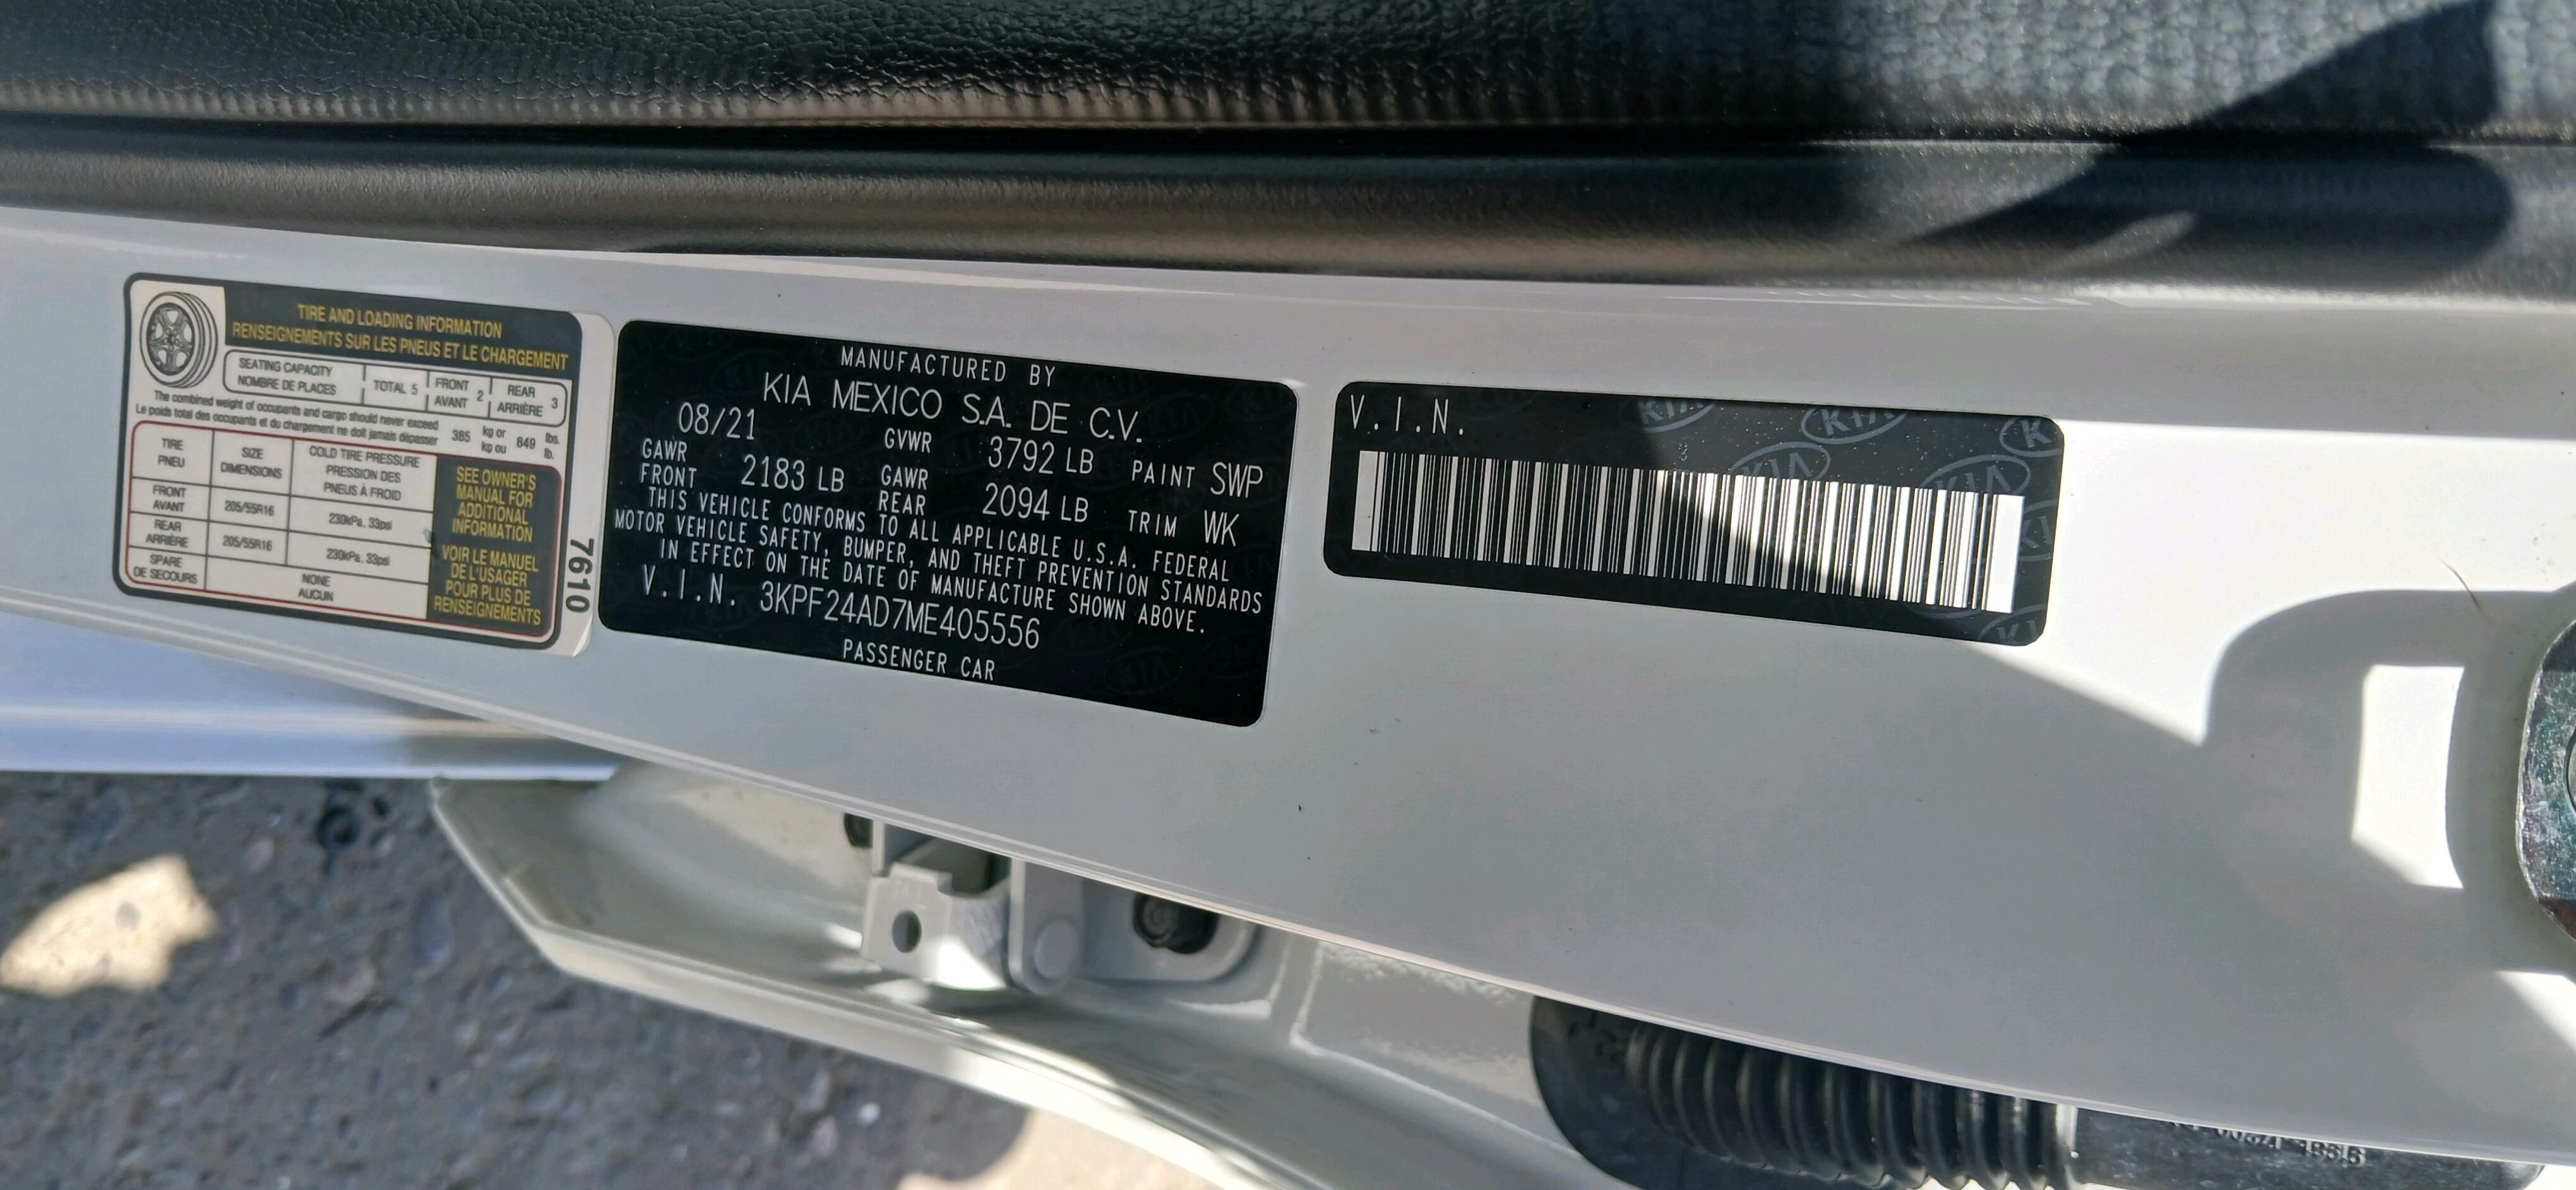 TIRE AND LOADING INFORMATION
RENSEIGNEMENTS SUR LES PNEUS ET LE CHARGEMENT
SEATING CAPACITY
NOMBRE DE PLACES
TOTAL 5
FRONT
AVANT 2
REAR
ARRIÈRE 3
The combined weight of occupants and cargo should never exceed
Le poids total des occupants et du chargement ne doit jamais dépasser
385 kg or
kg ou
849 lbs.
lb.
TIRE
PNEU
SIZE
DIMENSIONS
COLD TIRE PRESSURE
PRESSION DES
PNEUS À FROID
FRONT
AVANT
205/55R16
230kPa, 33psi
REAR
ARRIÈRE
205/55R16
230kPa, 33psi
SPARE
DE SECOURS
NONE
AUCUN
SEE OWNER'S
MANUAL FOR
ADDITIONAL
INFORMATION
VOIR LE MANUEL
DE L'USAGER
POUR PLUS DE
RENSEIGNEMENTS
7610
MANUFACTURED BY
KIA MEXICO S.A. DE C.V.
08/21 GVWR 3792 LB PAINT SWP
GAWR
FRONT 2183 LB GAWR
REAR 2094 LB TRIM WK
THIS VEHICLE CONFORMS TO ALL APPLICABLE U.S.A. FEDERAL
MOTOR VEHICLE SAFETY, BUMPER, AND THEFT PREVENTION STANDARDS
IN EFFECT ON THE DATE OF MANUFACTURE SHOWN ABOVE.
V.I.N. 3KPF24AD7ME405556
PASSENGER CAR
V.I.N.
KIA
KIA
KIA
KIA